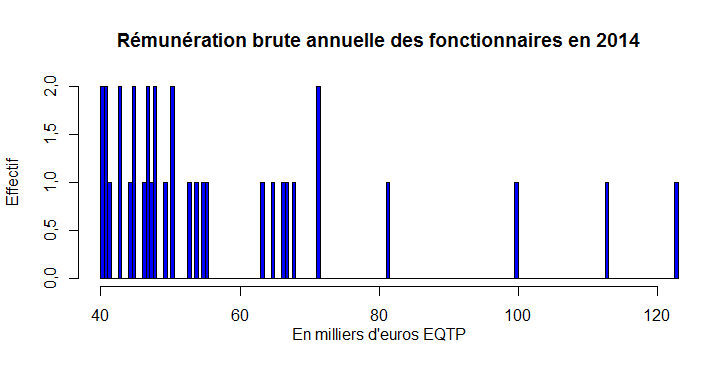 Rémunération brute annuelle des fonctionnaires en 2014
Effectif
2,0
1,5
1,0
0,5
0,0
40 60 80 100 120
En milliers d'euros EQTP